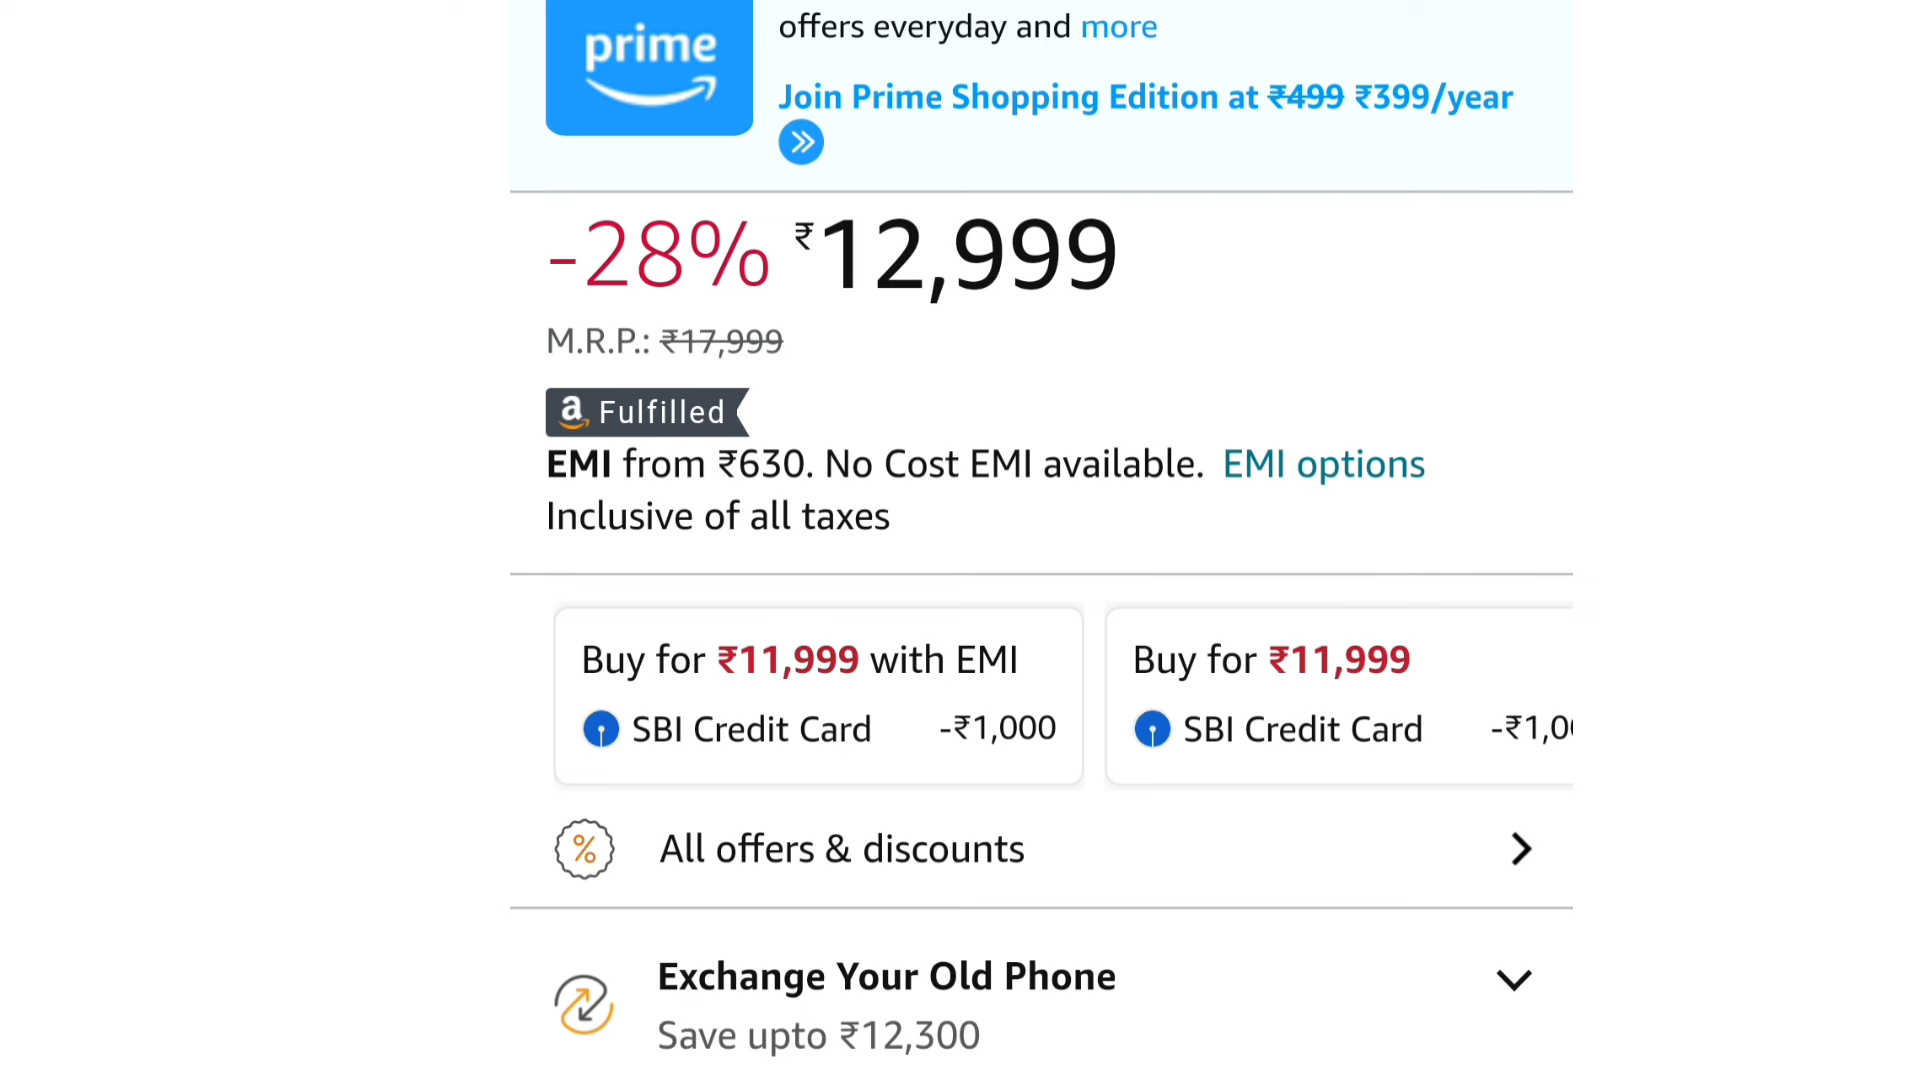 prime
offers everyday and more
Join Prime Shopping Edition at ₹499 ₹399/year
-28% ₹12,999
M.R.P.: ₹17,999
a Fulfilled
EMI from ₹630. No Cost EMI available. EMI options
Inclusive of all taxes
Buy for ₹11,999 with EMI
SBI Credit Card -₹1,000
Buy for ₹11,999
SBI Credit Card -₹1,0
All offers & discounts
Exchange Your Old Phone
Save upto ₹12,300